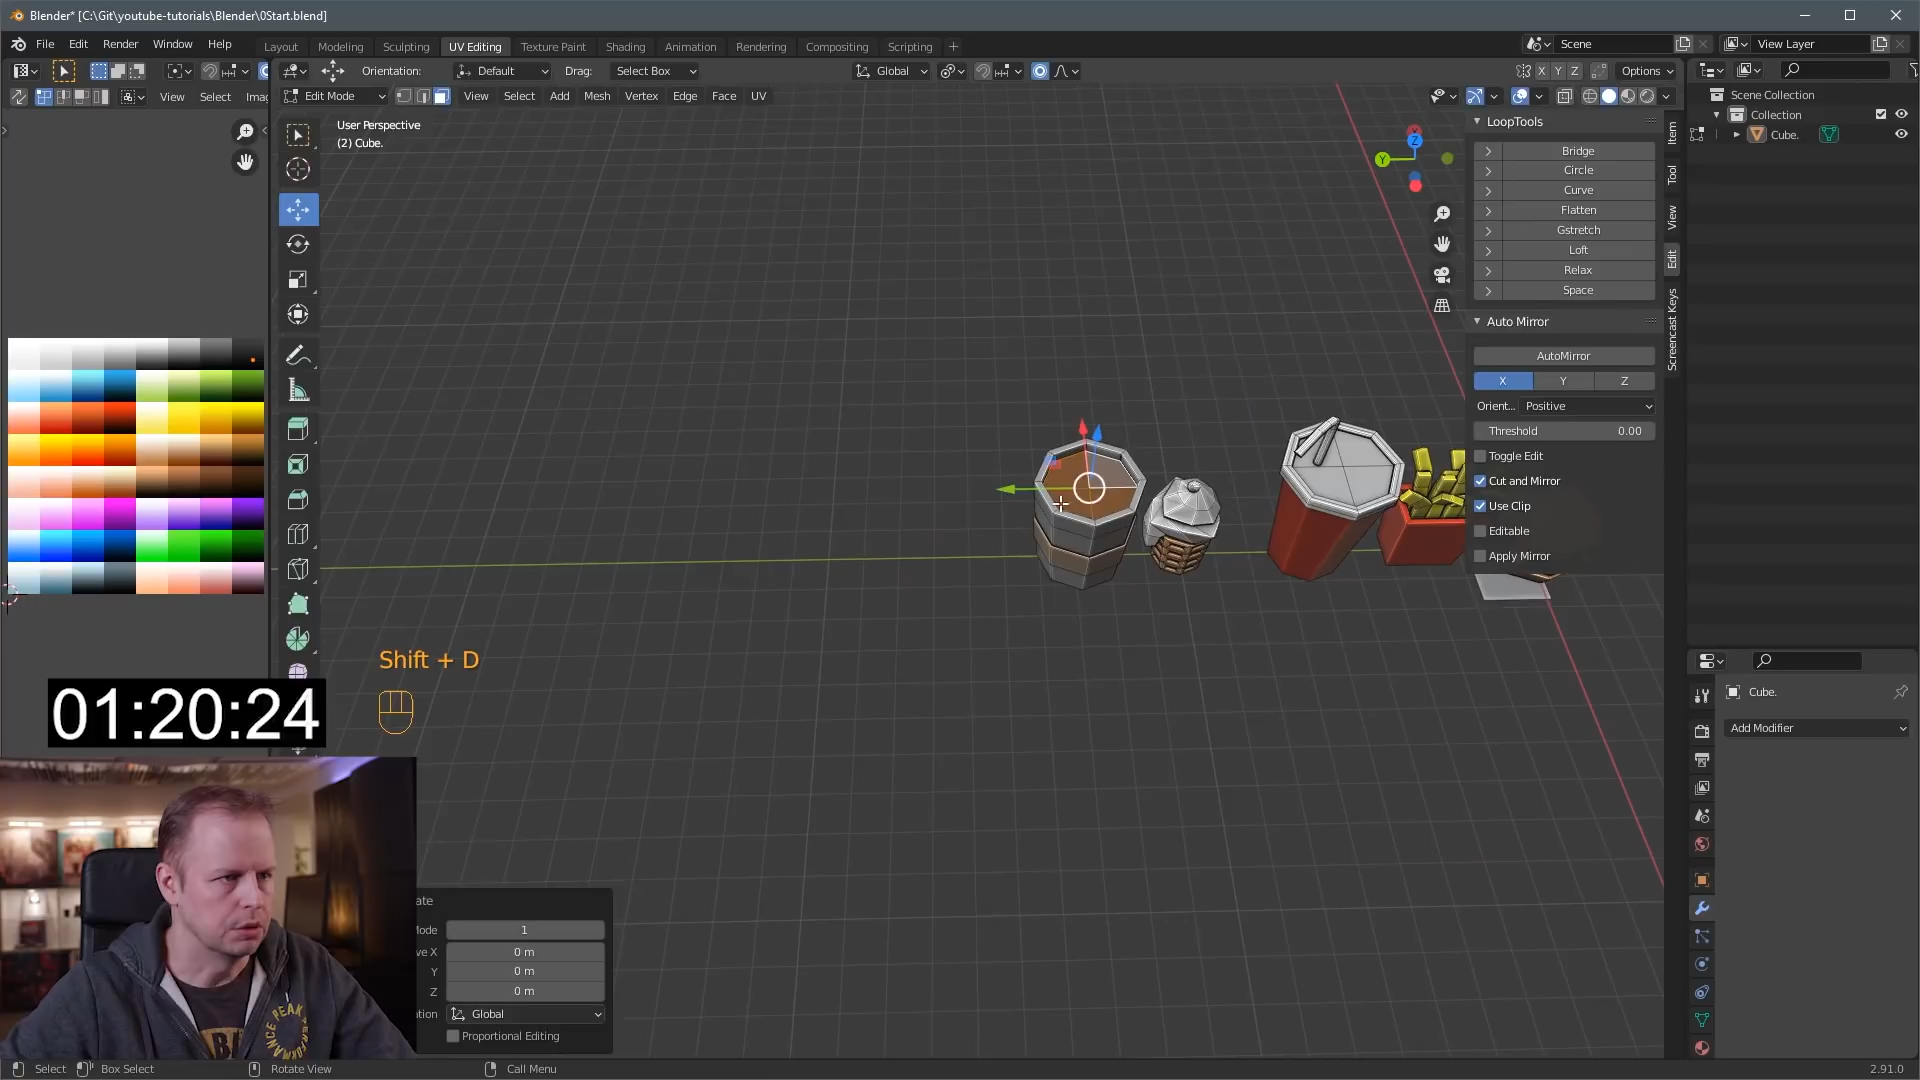 Blender* [C:\Git\youtube-tutorials\Blender\0Start.blend]
File Edit Render Window Help
Layout Modeling Sculpting UV Editing Texture Paint Shading Animation Rendering Compositing Scripting +
Scene
View Layer
Orientation: Default Drag: Select Box
Global
X Y Z Options
View Select Imag
Edit Mode
View Select Add Mesh Vertex Edge Face UV
User Perspective
(2) Cube.
Z
Y
LoopTools
Bridge
Circle
Curve
Flatten
Gstretch
Loft
Relax
Space
Auto Mirror
AutoMirror
X Y Z
Orient... Positive
Threshold 0.00
Toggle Edit
Cut and Mirror
Use Clip
Editable
Apply Mirror
Item
Tool
View
Edit
Screencast Keys
Scene Collection
Collection
Cube.
Cube.
Add Modifier
Shift + D
01:20:24
ate
Mode 1
ve X 0 m
Y 0 m
Z 0 m
ation Global
Proportional Editing
PEAK
PERFORMANCE
Select Box Select Rotate View Call Menu
2.91.0